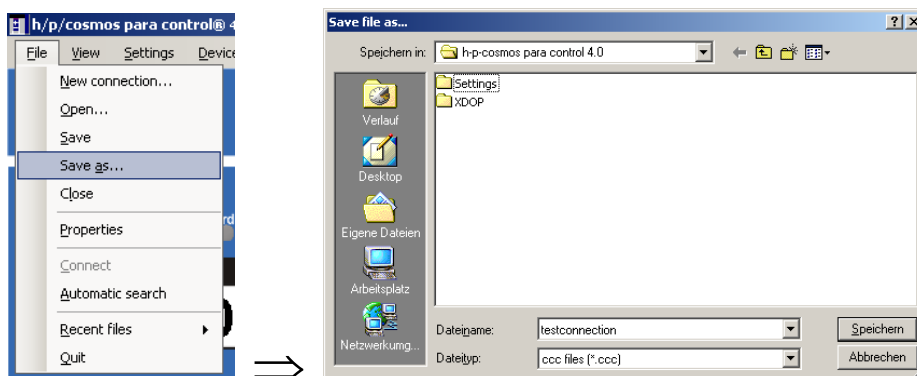 h/p/cosmos para control® 4
File View Settings Device
New connection...
Open...
Save
Save as...
Close
Properties
Connect
Automatic search
Recent files
Quit
Save file as...
Speichern in: h-p-cosmos para control 4.0
Verlauf
Desktop
Eigene Dateien
Arbeitsplatz
Netzwerkumg...
Settings
XDOP
Dateiname: testconnection Speichern
Dateityp: ccc files (*.ccc) Abbrechen